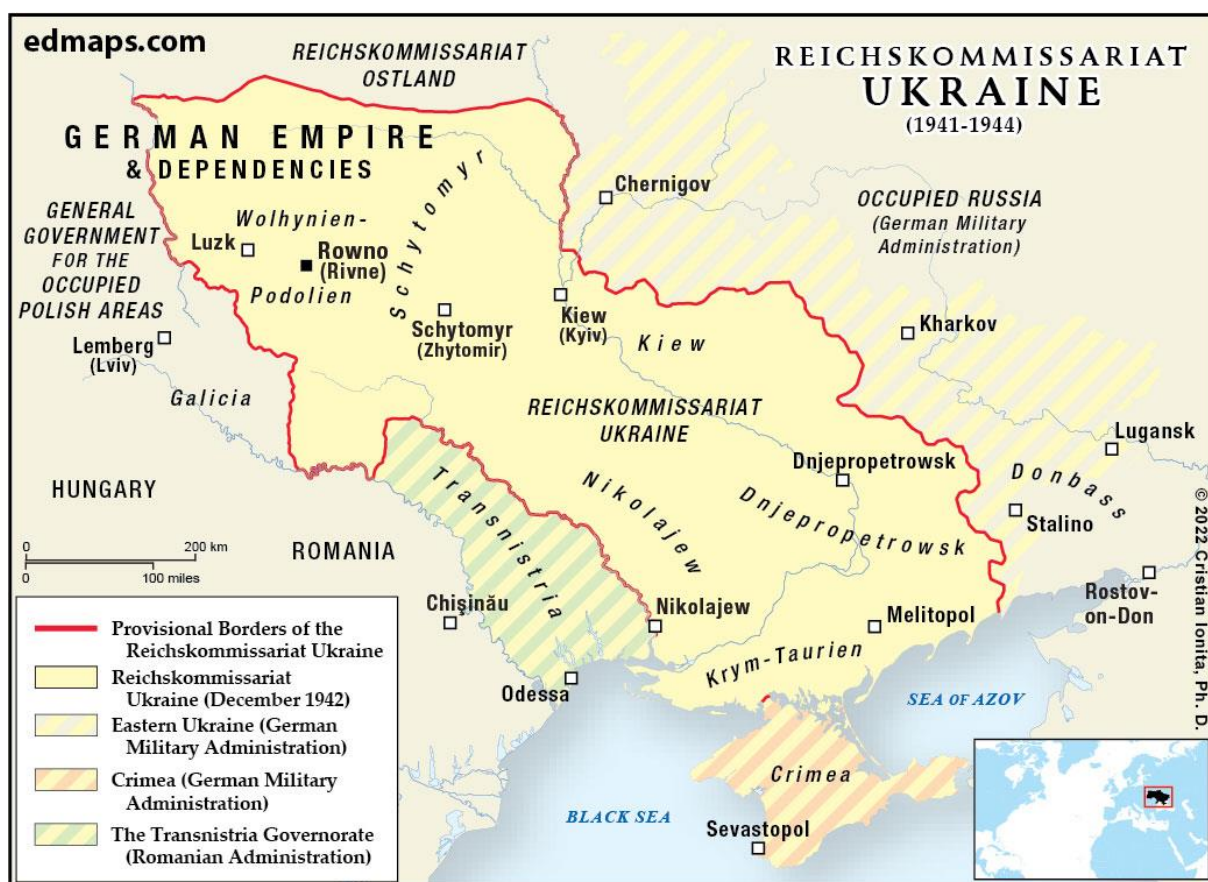 edmaps.com
REICHSKOMMISSARIAT
OSTLAND
REICHSKOMMISSARIAT
UKRAINE
(1941-1944)
GERMAN EMPIRE
& DEPENDENCIES
GENERAL
GOVERNMENT
FOR THE
OCCUPIED
POLISH AREAS
Wolhynien-
Podolien
Luzk
Rowno
(Rivne)
Schytomyr
Schytomyr
(Zhytomir)
Chernigov
OCCUPIED RUSSIA
(German Military
Administration)
Kiew
(Kyiv)
Kiew
Kharkov
Lemberg
(Lviv)
Galicia
REICHSKOMMISSARIAT
UKRAINE
Lugansk
Donbass
Stalino
Dnjepropetrowsk
Dnjepropetrowsk
Nikolajew
Transnistria
HUNGARY
ROMANIA
0 200 km
0 100 miles
Chişinău
Nikolajew
Melitopol
Rostov-
on-Don
Krym-Taurien
Odessa
SEA OF AZOV
Crimea
BLACK SEA
Sevastopol
Provisional Borders of the
Reichskommissariat Ukraine
Reichskommissariat
Ukraine (December 1942)
Eastern Ukraine (German
Military Administration)
Crimea (German Military
Administration)
The Transnistria Governorate
(Romanian Administration)
© 2022 Cristian Ionita, Ph. D.